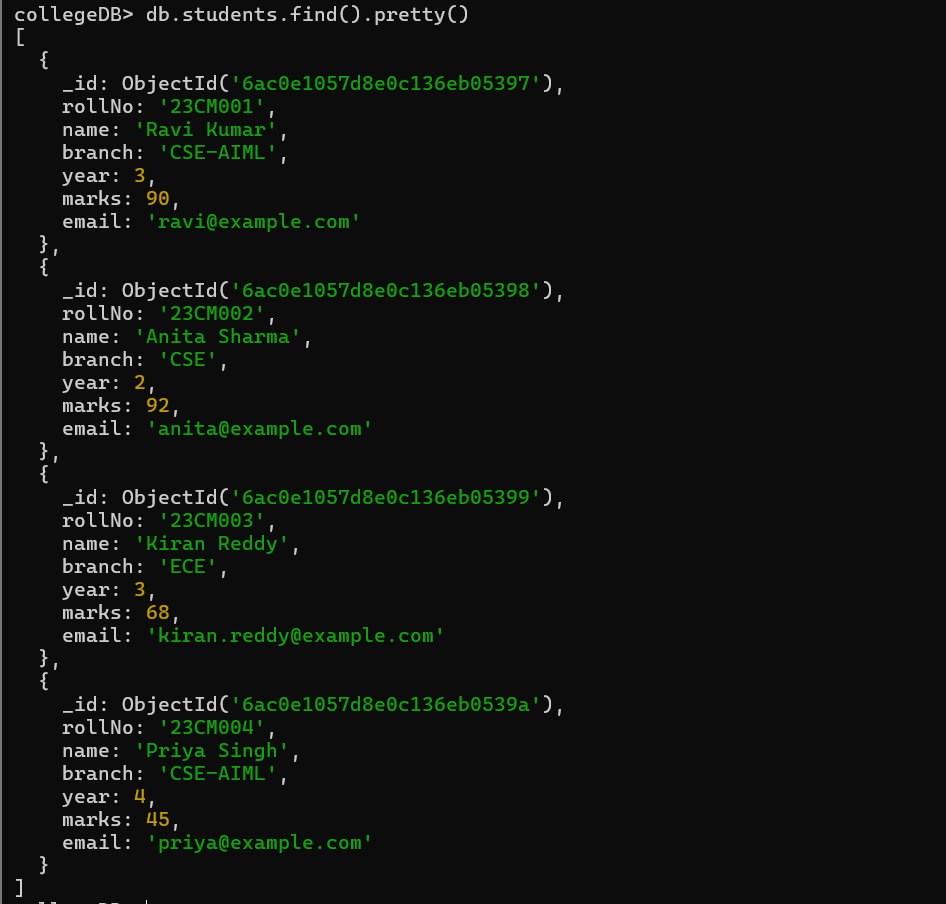 collegeDB> db.students.find().pretty()
[
  {
    _id: ObjectId('6ac0e1057d8e0c136eb05397'),
    rollNo: '23CM001',
    name: 'Ravi Kumar',
    branch: 'CSE-AIML',
    year: 3,
    marks: 90,
    email: 'ravi@example.com'
  },
  {
    _id: ObjectId('6ac0e1057d8e0c136eb05398'),
    rollNo: '23CM002',
    name: 'Anita Sharma',
    branch: 'CSE',
    year: 2,
    marks: 92,
    email: 'anita@example.com'
  },
  {
    _id: ObjectId('6ac0e1057d8e0c136eb05399'),
    rollNo: '23CM003',
    name: 'Kiran Reddy',
    branch: 'ECE',
    year: 3,
    marks: 68,
    email: 'kiran.reddy@example.com'
  },
  {
    _id: ObjectId('6ac0e1057d8e0c136eb0539a'),
    rollNo: '23CM004',
    name: 'Priya Singh',
    branch: 'CSE-AIML',
    year: 4,
    marks: 45,
    email: 'priya@example.com'
  }
]